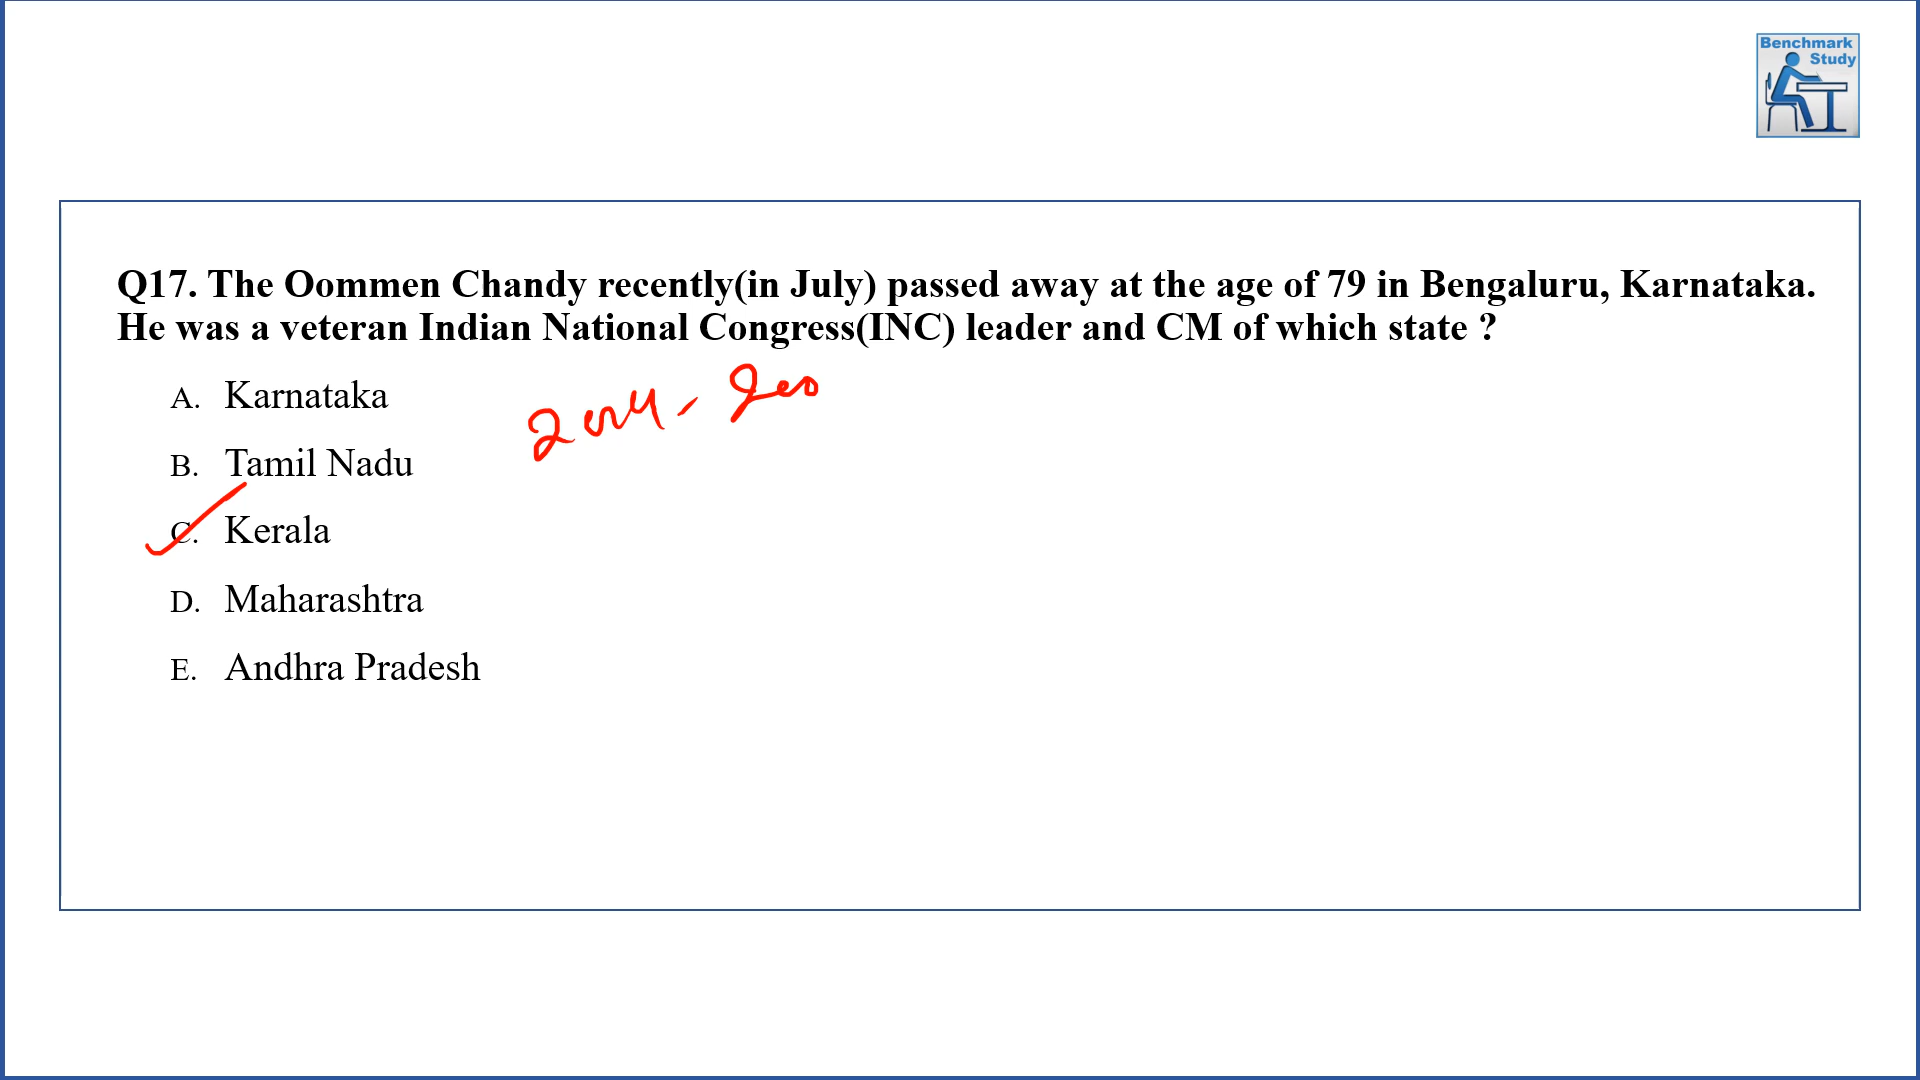 Benchmark
Study
Q17. The Oommen Chandy recently(in July) passed away at the age of 79 in Bengaluru, Karnataka.
He was a veteran Indian National Congress(INC) leader and CM of which state ?
A. Karnataka
2004 -
B. Tamil Nadu
C. Kerala
D. Maharashtra
E. Andhra Pradesh